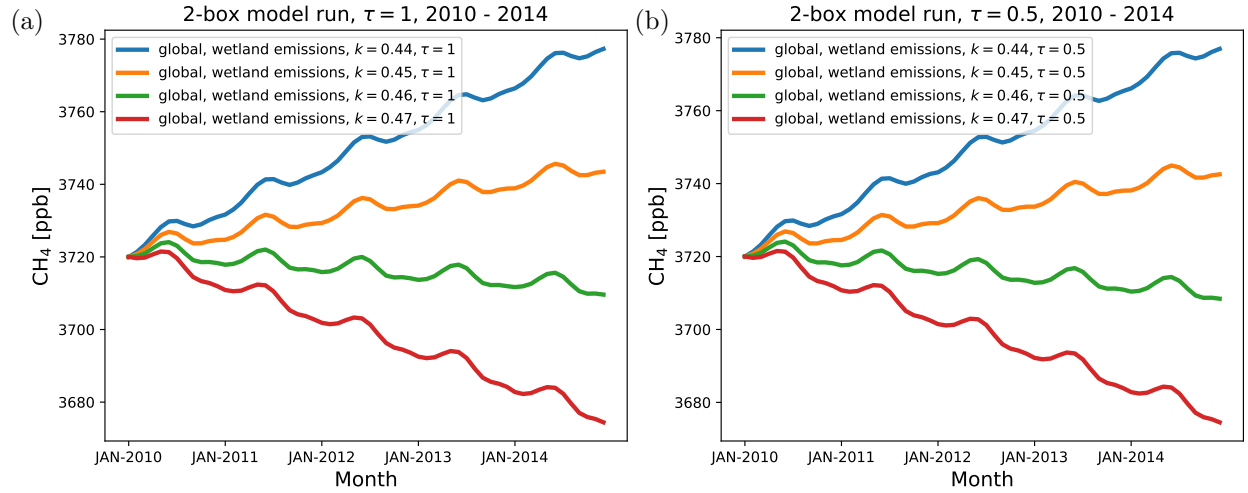 (a)
2-box model run, τ = 1, 2010 - 2014
global, wetland emissions, k = 0.44, τ = 1
global, wetland emissions, k = 0.45, τ = 1
global, wetland emissions, k = 0.46, τ = 1
global, wetland emissions, k = 0.47, τ = 1
CH₄ [ppb]
3780
3760
3740
3720
3700
3680
JAN-2010 JAN-2011 JAN-2012 JAN-2013 JAN-2014
Month
(b)
2-box model run, τ = 0.5, 2010 - 2014
global, wetland emissions, k = 0.44, τ = 0.5
global, wetland emissions, k = 0.45, τ = 0.5
global, wetland emissions, k = 0.46, τ = 0.5
global, wetland emissions, k = 0.47, τ = 0.5
CH₄ [ppb]
3780
3760
3740
3720
3700
3680
JAN-2010 JAN-2011 JAN-2012 JAN-2013 JAN-2014
Month